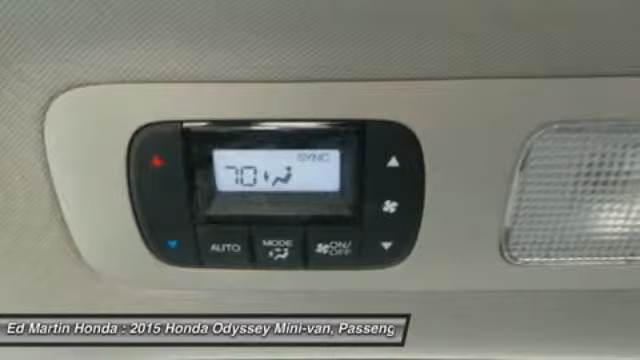 SYNC
70
AUTO
MODE
ON/
OFF
Ed Martin Honda : 2015 Honda Odyssey Mini-van, Passeng